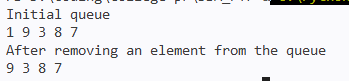 Initial queue
1 9 3 8 7
After removing an element from the queue
9 3 8 7